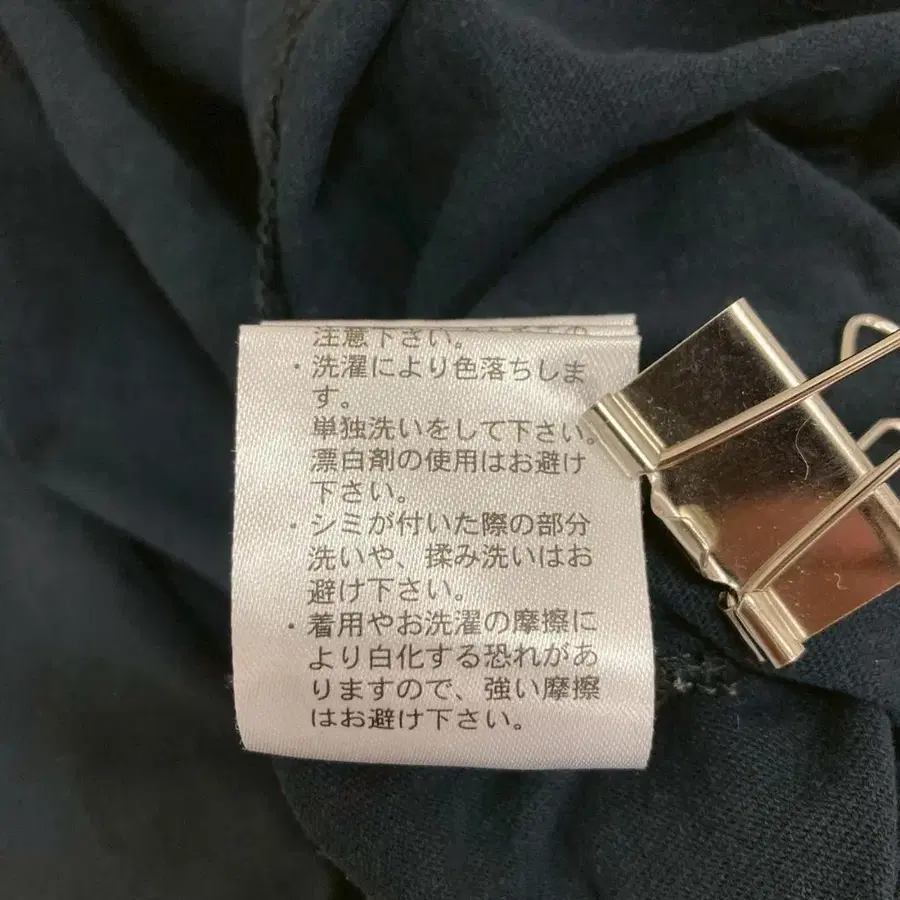 注意下さい。
・洗濯により色落ちしま
す。
単独洗いをして下さい。
漂白剤の使用はお避け
下さい。
・シミが付いた際の部分
洗いや、揉み洗いはお
避け下さい。
・着用やお洗濯の摩擦に
より白化する恐れがあ
りますので、強い摩擦
はお避け下さい。